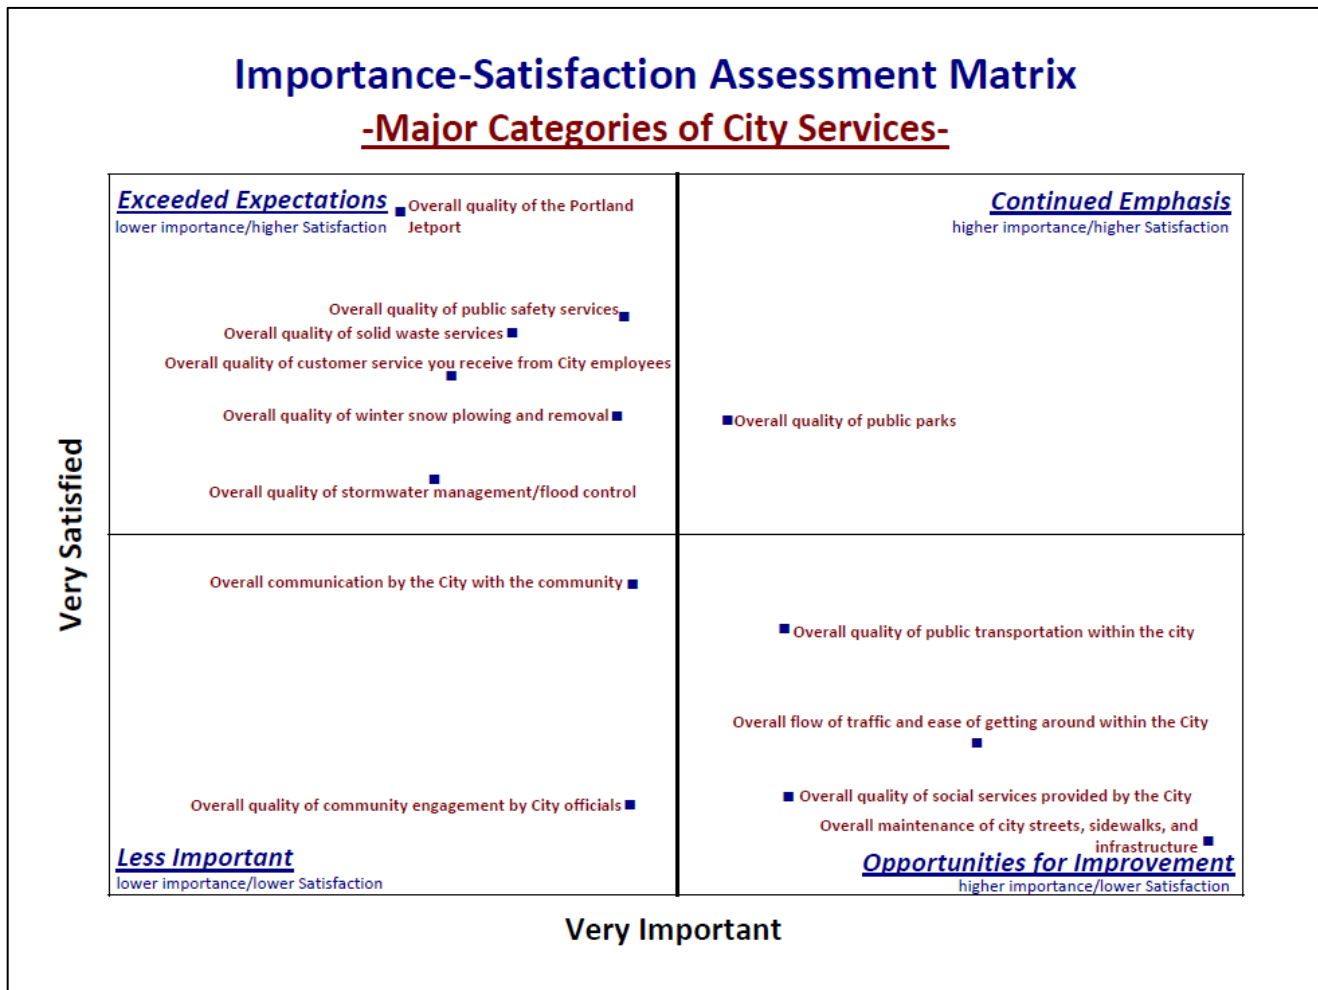 Importance-Satisfaction Assessment Matrix
-Major Categories of City Services-
Exceeded Expectations
lower importance/higher Satisfaction
Overall quality of the Portland
Jetport
Continued Emphasis
higher importance/higher Satisfaction
Overall quality of public safety services
Overall quality of solid waste services
Overall quality of customer service you receive from City employees
Overall quality of winter snow plowing and removal
Overall quality of public parks
Overall quality of stormwater management/flood control
Very Satisfied
Overall communication by the City with the community
Overall quality of public transportation within the city
Overall flow of traffic and ease of getting around within the City
Overall quality of community engagement by City officials
Overall quality of social services provided by the City
Overall maintenance of city streets, sidewalks, and
infrastructure
Less Important
lower importance/lower Satisfaction
Opportunities for Improvement
higher importance/lower Satisfaction
Very Important